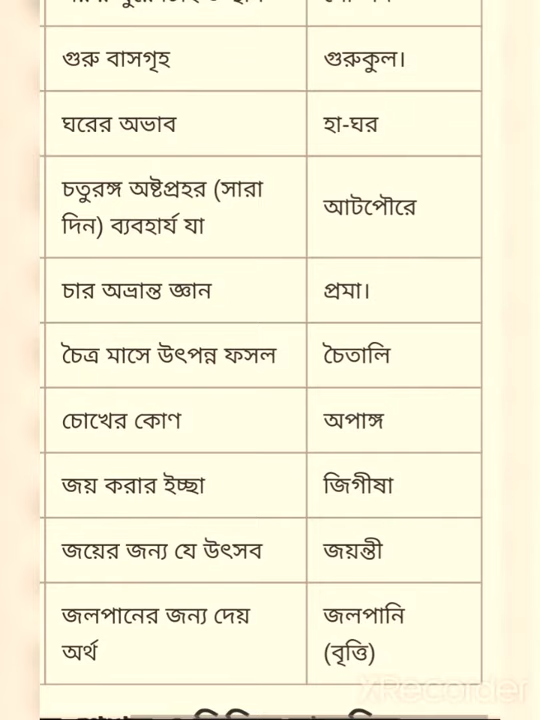 গুরু বাসগৃহ
গুরুকুল।
ঘরের অভাব
হা-ঘর
চতুরঙ্গ অষ্টপ্রহর (সারা
দিন) ব্যবহার্য যা
আটপৌরে
চার অভ্রান্ত জ্ঞান
প্রমা।
চৈত্র মাসে উৎপন্ন ফসল
চৈতালি
চোখের কোণ
অপাঙ্গ
জয় করার ইচ্ছা
জিগীষা
জয়ের জন্য যে উৎসব
জয়ন্তী
জলপানের জন্য দেয়
অর্থ
জলপানি
(বৃত্তি)
XRecorder